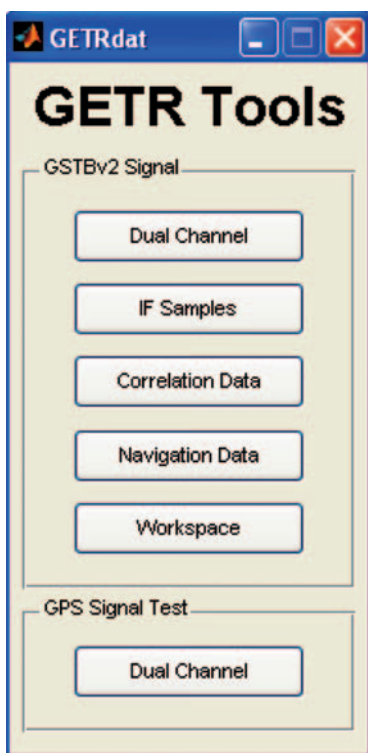 GETRdat
GETR Tools
GSTBv2 Signal
Dual Channel
IF Samples
Correlation Data
Navigation Data
Workspace
GPS Signal Test
Dual Channel